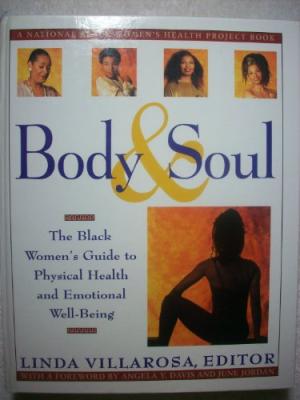 A NATIONAL BLACK WOMEN'S HEALTH PROJECT BOOK
Body & Soul
The Black
Women's Guide to
Physical Health
and Emotional
Well-Being
LINDA VILLAROSA, EDITOR
WITH A FOREWORD BY ANGELA Y. DAVIS AND JUNE JORDAN